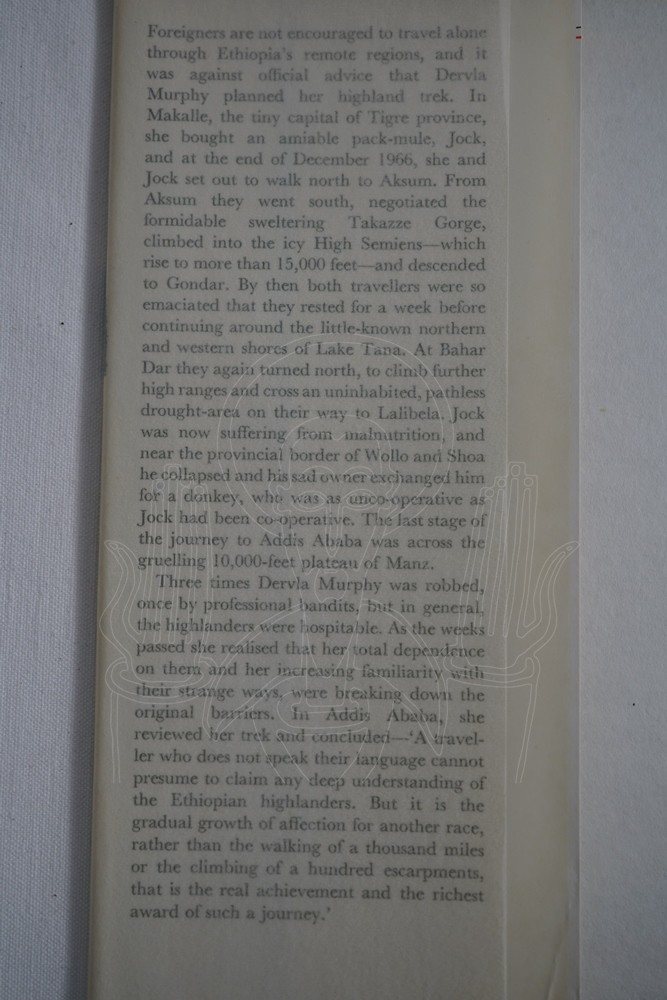 Foreigners are not encouraged to travel alone
through Ethiopia's remote regions, and it
was against official advice that Dervla
Murphy planned her highland trek. In
Makalle, the tiny capital of Tigre province,
she bought an amiable pack-mule, Jock,
and at the end of December 1966, she and
Jock set out to walk north to Aksum. From
Aksum they went south, negotiated the
formidable sweltering Takazze Gorge,
climbed into the icy High Semiens—which
rise to more than 15,000 feet—and descended
to Gondar. By then both travellers were so
emaciated that they rested for a week before
continuing around the little-known northern
and western shores of Lake Tana. At Bahar
Dar they again turned north, to climb further
high ranges and cross an uninhabited, pathless
drought-area on their way to Lalibela. Jock
was now suffering from malnutrition, and
near the provincial border of Wollo and Shoa
he collapsed and his sad owner exchanged him
for a donkey, who was as unco-operative as
Jock had been co-operative. The last stage of
the journey to Addis Ababa was across the
gruelling 10,000-feet plateau of Manz.
Three times Dervla Murphy was robbed,
once by professional bandits, but in general,
the highlanders were hospitable. As the weeks
passed she realised that her total dependence
on them and her increasing familiarity with
their strange ways, were breaking down the
original barriers. In Addis Ababa, she
reviewed her trek and concluded—'A travel-
ler who does not speak their language cannot
presume to claim any deep understanding of
the Ethiopian highlanders. But it is the
gradual growth of affection for another race,
rather than the walking of a thousand miles
or the climbing of a hundred escarpments,
that is the real achievement and the richest
award of such a journey.'